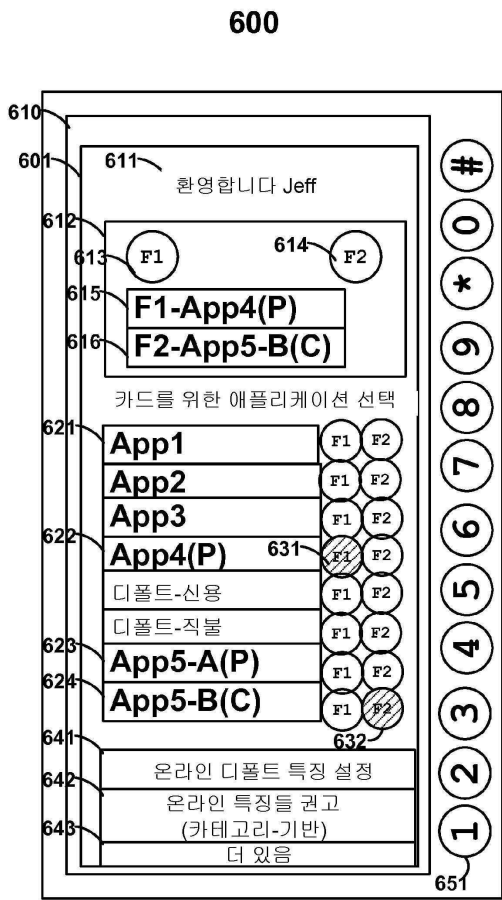 600
610
601
611
환영합니다 Jeff
612
613
F1
614
F2
615
F1-App4(P)
616
F2-App5-B(C)
카드를 위한 애플리케이션 선택
621
App1
F1 F2
App2
F1 F2
App3
F1 F2
622
App4(P)
631
F1 F2
디폴트-신용
F1 F2
디폴트-직불
F1 F2
623
App5-A(P)
F1 F2
624
App5-B(C)
F1 F2
632
641
온라인 디폴트 특징 설정
642
온라인 특징들 권고
(카테고리-기반)
643
더 있음
#
0
*
9
8
7
6
5
4
3
2
1
651